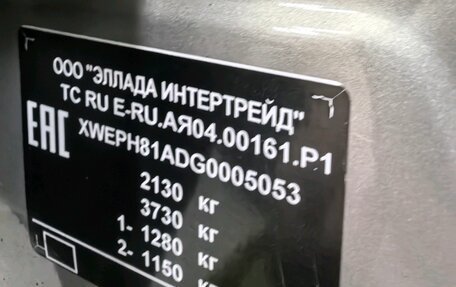 ООО "ЭЛЛАДА ИНТЕРТРЕЙД"
ТС RU E-RU.АЯ04.00161.Р1
EAC
XWEPH81ADG0005053
2130 кг
3730 кг
1- 1280 кг
2- 1150 кг